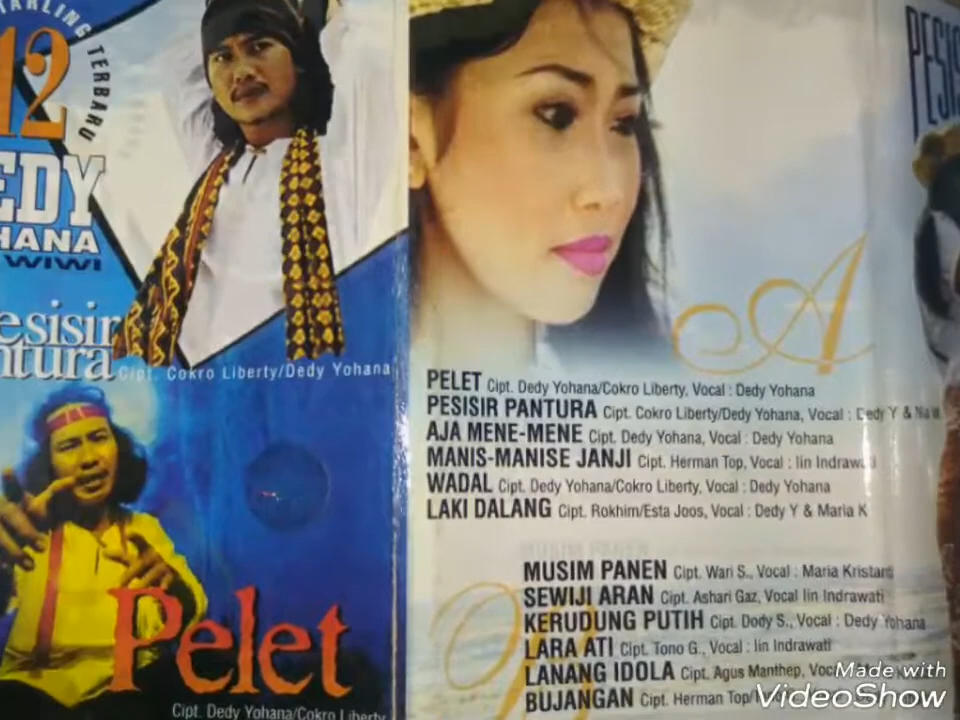 TARLING TERBARU
12
EDY
HANA
WIWI
esisir
ntura
Cipt. Cokro Liberty/Dedy Yohana
Pelet
Cipt. Dedy Yohana/Cokro Liberty
A
PELET Cipt. Dedy Yohana/Cokro Liberty, Vocal : Dedy Yohana
PESISIR PANTURA Cipt. Cokro Liberty/Dedy Yohana, Vocal : Dedy Y & Nia
AJA MENE-MENE Cipt. Dedy Yohana, Vocal : Dedy Yohana
MANIS-MANISE JANJI Cipt. Herman Top, Vocal : Iin Indrawati
WADAL Cipt. Dedy Yohana/Cokro Liberty, Vocal : Dedy Yohana
LAKI DALANG Cipt. Rokhim/Esta Joos, Vocal : Dedy Y & Maria K
B
MUSIM PANEN Cipt. Wari S., Vocal : Maria Kristanti
SEWIJI ARAN Cipt. Ashari Gaz, Vocal Iin Indrawati
KERUDUNG PUTIH Cipt. Dody S., Vocal : Dedy Yohana
LARA ATI Cipt. Tono G., Vocal : Iin Indrawati
LANANG IDOLA Cipt. Agus Manthep,
BUJANGAN Cipt. Herman Top/
PESIS
Made with
VideoShow